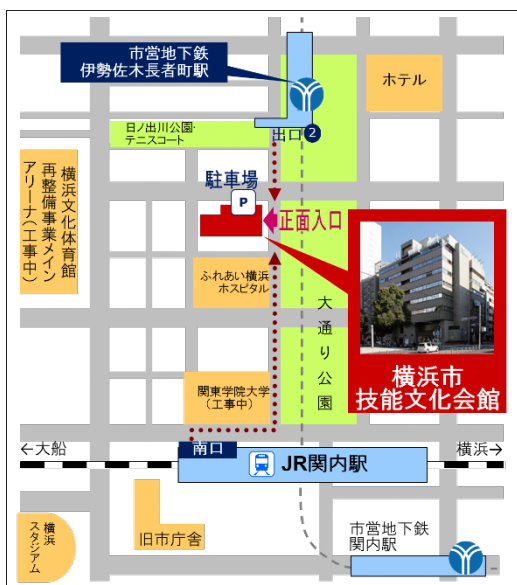 市営地下鉄
伊勢佐木長者町駅
ホテル
日ノ出川公園・
テニスコート
出口2
横浜文化体育館
再整備事業メイン
アリーナ(工事中)
駐車場
P
正面入口
ふれあい横浜
ホスピタル
大通り公園
横浜市
技能文化会館
関東学院大学
(工事中)
←大船
南口
横浜→
JR関内駅
横浜
スタジアム
旧市庁舎
市営地下鉄
関内駅